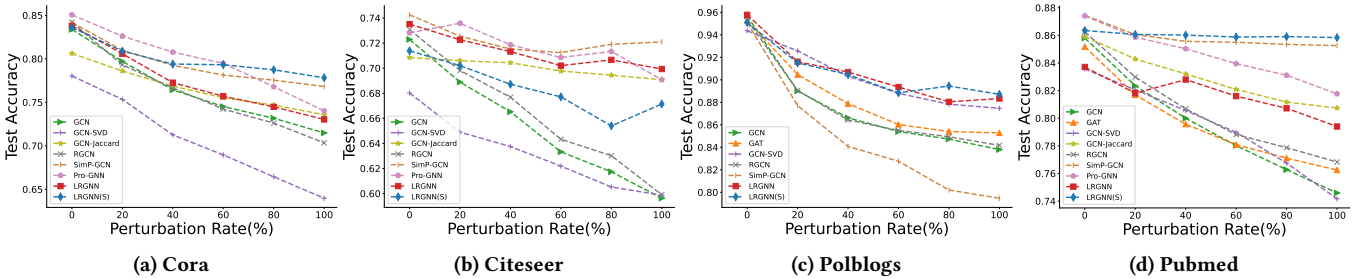 0.85
0.80
0.75
0.70
0.65
Test Accuracy
GCN
GCN-SVD
GCN-Jaccard
RGCN
SimP-GCN
Pro-GNN
LRGNN
LRGNN(S)
0 20 40 60 80 100
Perturbation Rate(%)
(a) Cora
0.74
0.72
0.70
0.68
0.66
0.64
0.62
0.60
Test Accuracy
GCN
GCN-SVD
GCN-Jaccard
RGCN
SimP-GCN
Pro-GNN
LRGNN
LRGNN(S)
0 20 40 60 80 100
Perturbation Rate(%)
(b) Citeseer
0.96
0.94
0.92
0.90
0.88
0.86
0.84
0.82
0.80
Test Accuracy
GCN
GAT
GCN-SVD
RGCN
SimP-GCN
LRGNN
LRGNN(S)
0 20 40 60 80 100
Perturbation Rate(%)
(c) Polblogs
0.88
0.86
0.84
0.82
0.80
0.78
0.76
0.74
Test Accuracy
GCN
GAT
GCN-SVD
GCN-Jaccard
RGCN
SimP-GCN
Pro-GNN
LRGNN
LRGNN(S)
0 20 40 60 80 100
Perturbation Rate(%)
(d) Pubmed